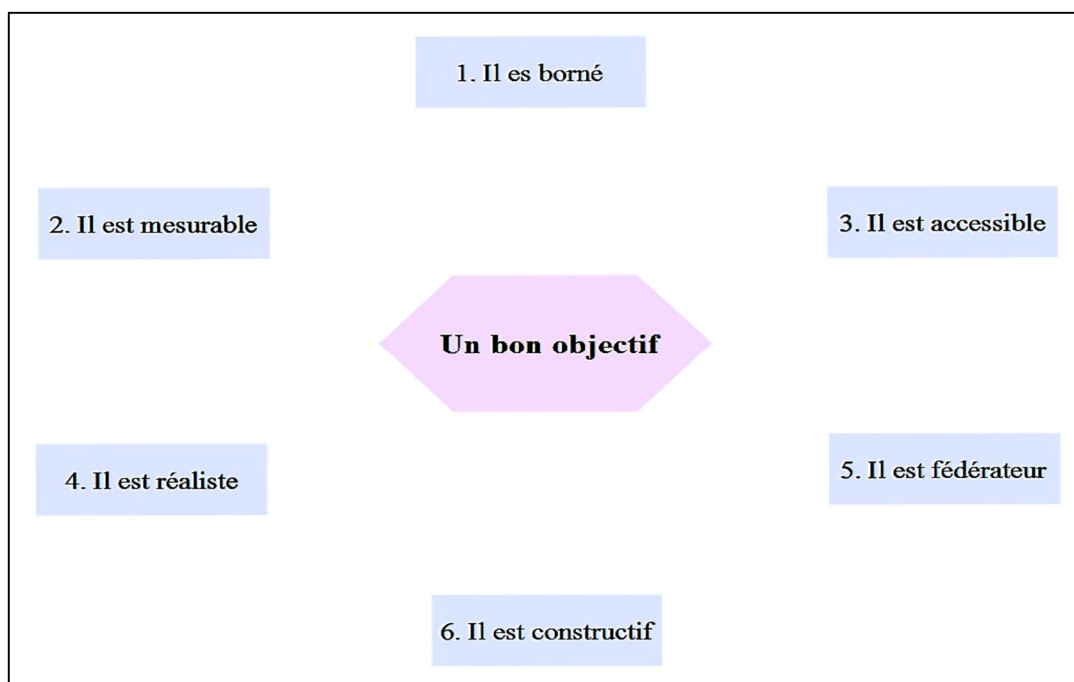 1. Il es borné
2. Il est mesurable
3. Il est accessible
Un bon objectif
4. Il est réaliste
5. Il est fédérateur
6. Il est constructif